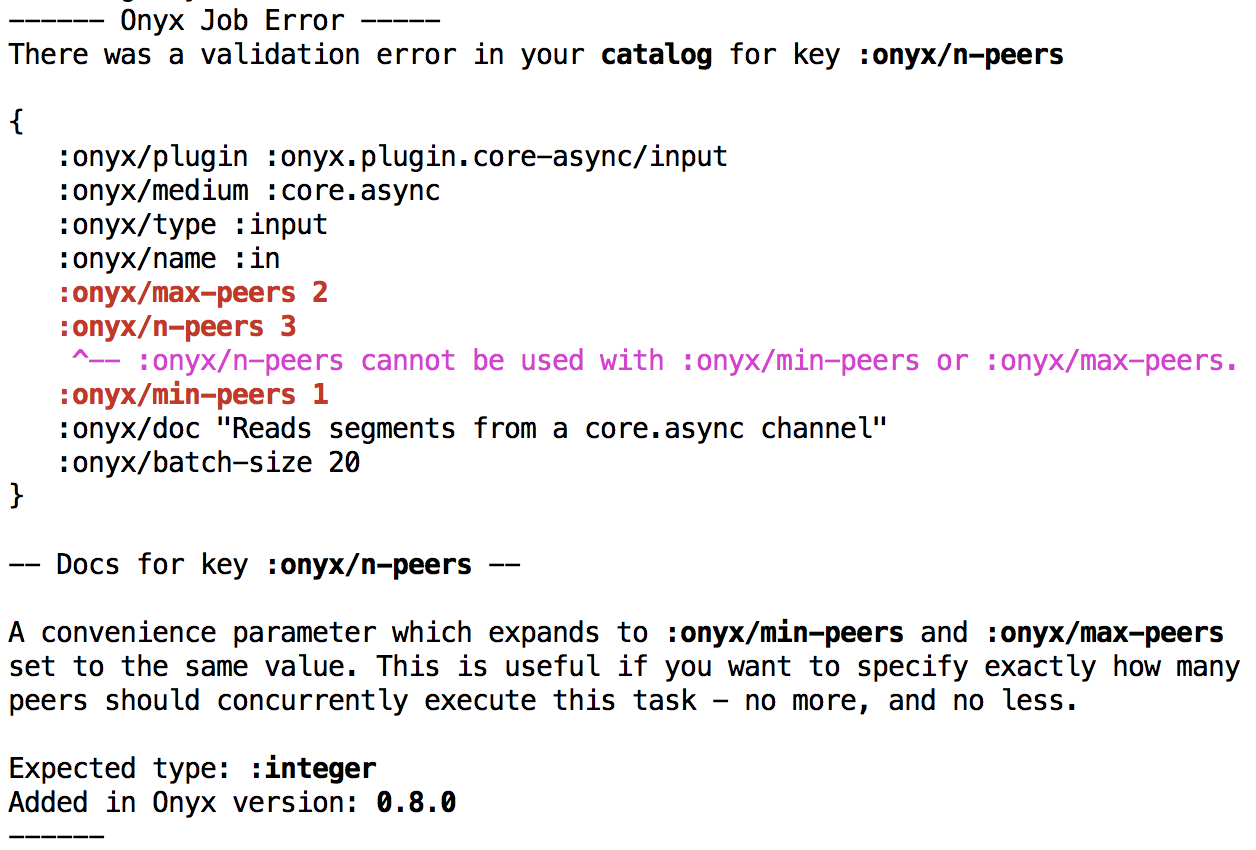 ------ Onyx Job Error -----
There was a validation error in your catalog for key :onyx/n-peers
{
:onyx/plugin :onyx.plugin.core-async/input
:onyx/medium :core.async
:onyx/type :input
:onyx/name :in
:onyx/max-peers 2
:onyx/n-peers 3
^-- :onyx/n-peers cannot be used with :onyx/min-peers or :onyx/max-peers.
:onyx/min-peers 1
:onyx/doc "Reads segments from a core.async channel"
:onyx/batch-size 20
}
-- Docs for key :onyx/n-peers --
A convenience parameter which expands to :onyx/min-peers and :onyx/max-peers
set to the same value. This is useful if you want to specify exactly how many
peers should concurrently execute this task - no more, and no less.
Expected type: :integer
Added in Onyx version: 0.8.0
------